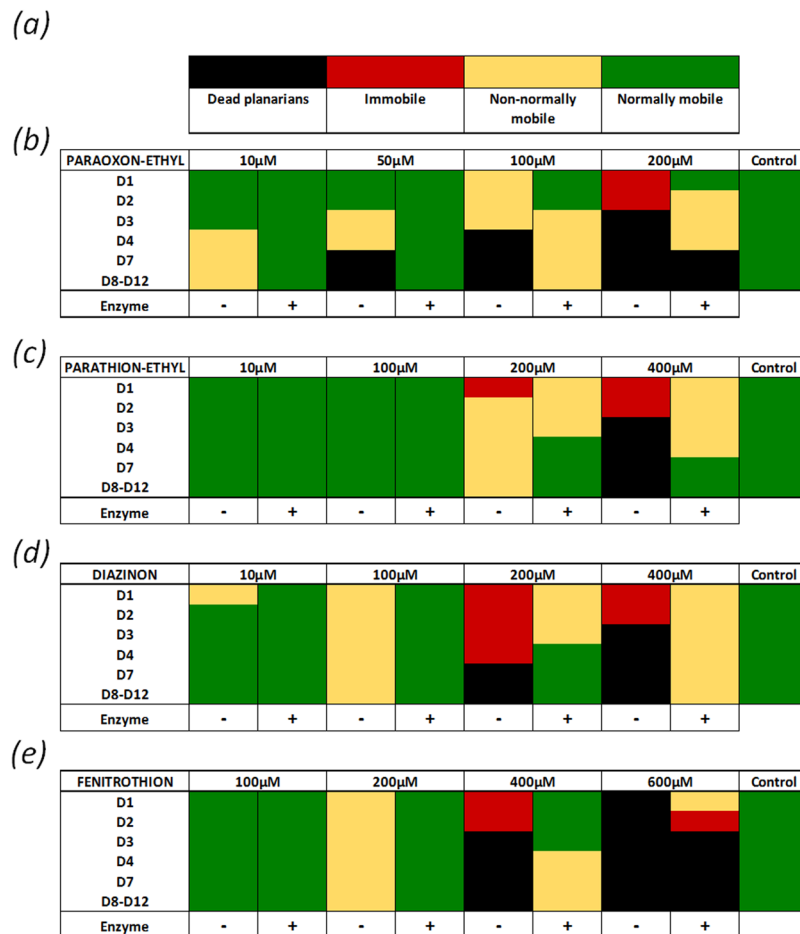 (a)
Dead planarians Immobile Non-normally mobile Normally mobile
(b)
PARAOXON-ETHYL 10µM 50µM 100µM 200µM Control
D1
D2
D3
D4
D7
D8-D12
Enzyme - + - + - + - +
(c)
PARATHION-ETHYL 10µM 100µM 200µM 400µM Control
D1
D2
D3
D4
D7
D8-D12
Enzyme - + - + - + - +
(d)
DIAZINON 10µM 100µM 200µM 400µM Control
D1
D2
D3
D4
D7
D8-D12
Enzyme - + - + - + - +
(e)
FENITROTHION 100µM 200µM 400µM 600µM Control
D1
D2
D3
D4
D7
D8-D12
Enzyme - + - + - + - +